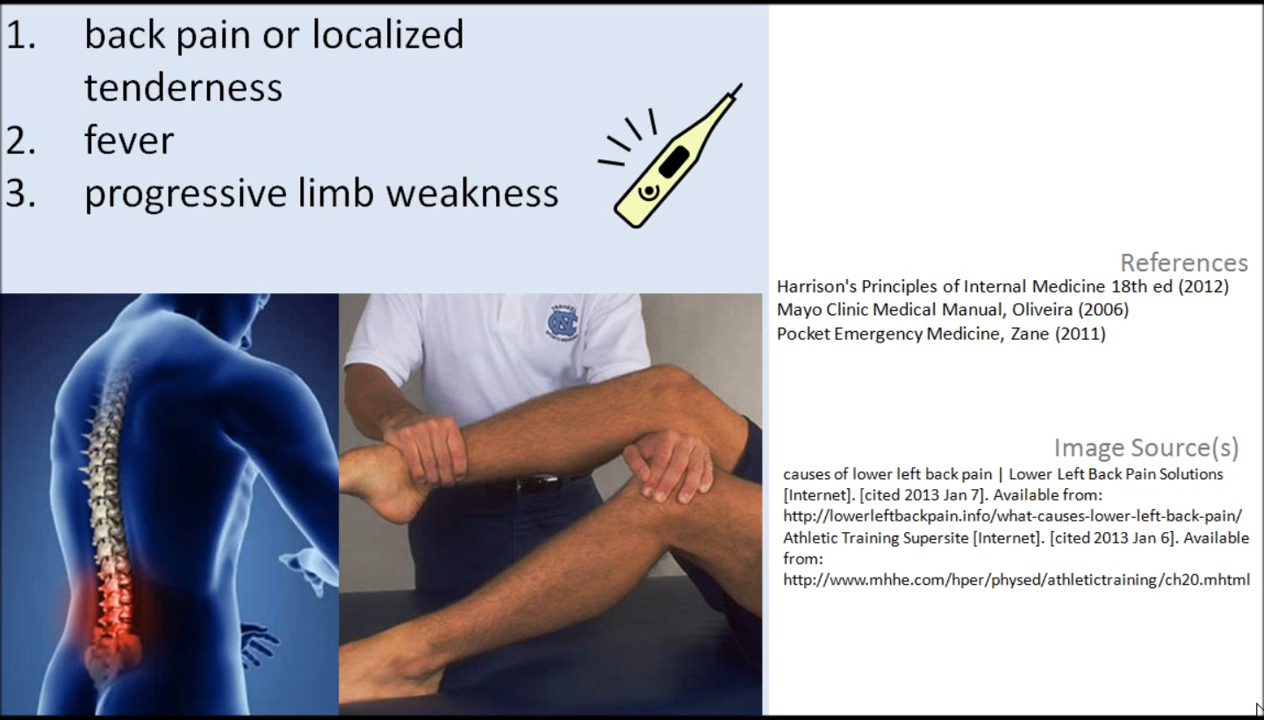 1. back pain or localized
tenderness
2. fever
3. progressive limb weakness
References
Harrison's Principles of Internal Medicine 18th ed (2012)
Mayo Clinic Medical Manual, Oliveira (2006)
Pocket Emergency Medicine, Zane (2011)
Image Source(s)
causes of lower left back pain | Lower Left Back Pain Solutions
[Internet]. [cited 2013 Jan 7]. Available from:
http://lowerleftbackpain.info/what-causes-lower-left-back-pain/
Athletic Training Supersite [Internet]. [cited 2013 Jan 6]. Available
from:
http://www.mhhe.com/hper/physed/athletictraining/ch20.mhtml